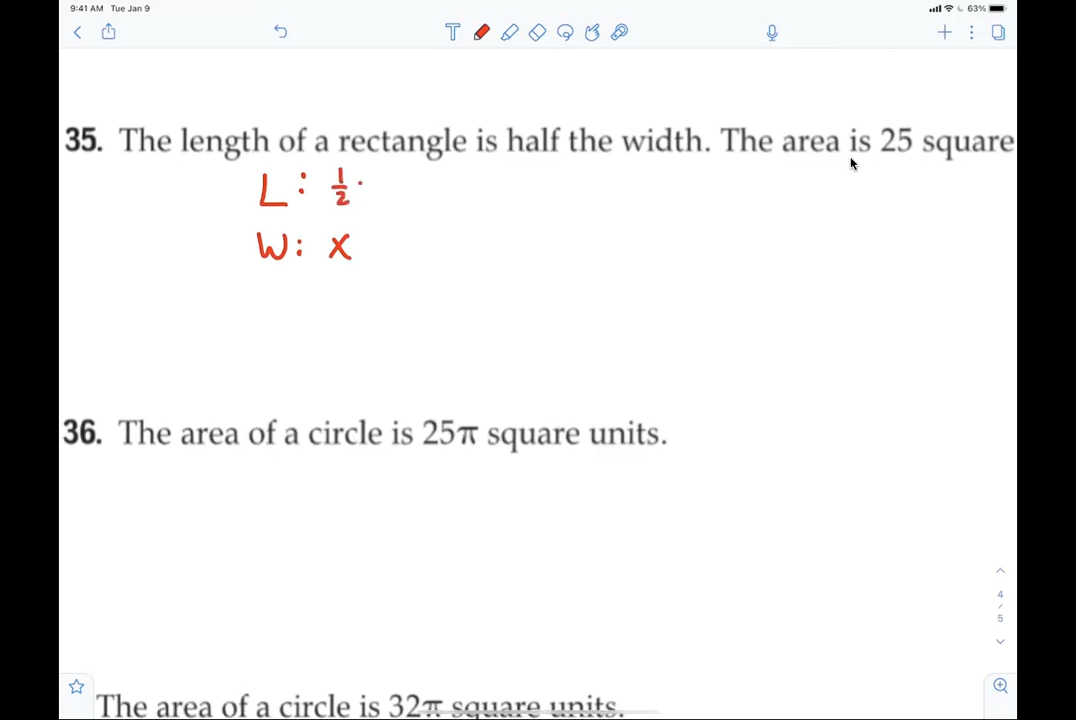 9:41 AM Tue Jan 9
63%
T
35. The length of a rectangle is half the width. The area is 25 square
L: 1/2 ·
W: x
36. The area of a circle is 25π square units.
4
/
5
The area of a circle is 32π square units.